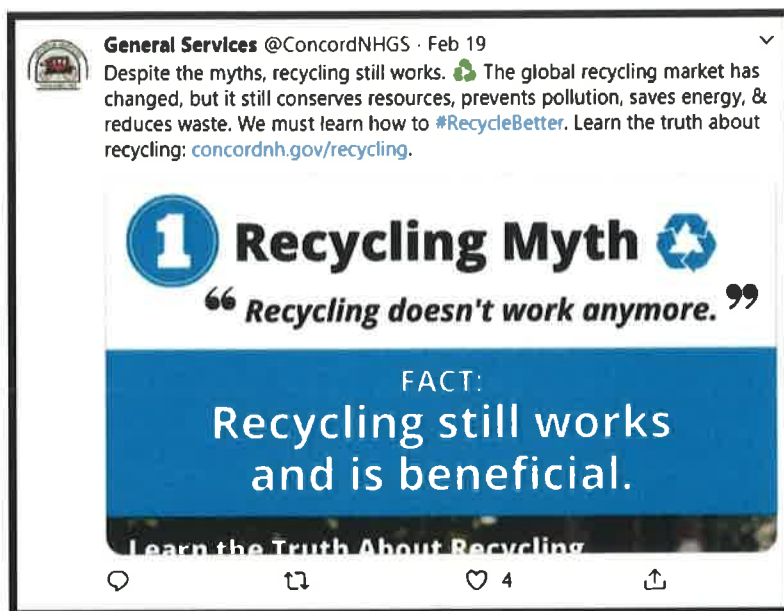 General Services @ConcordNHGS · Feb 19
Despite the myths, recycling still works. ♻ The global recycling market has
changed, but it still conserves resources, prevents pollution, saves energy, &
reduces waste. We must learn how to #RecycleBetter. Learn the truth about
recycling: concordnh.gov/recycling.
1 Recycling Myth
“ Recycling doesn't work anymore. ”
FACT:
Recycling still works
and is beneficial.
Learn the Truth About Recycling
4